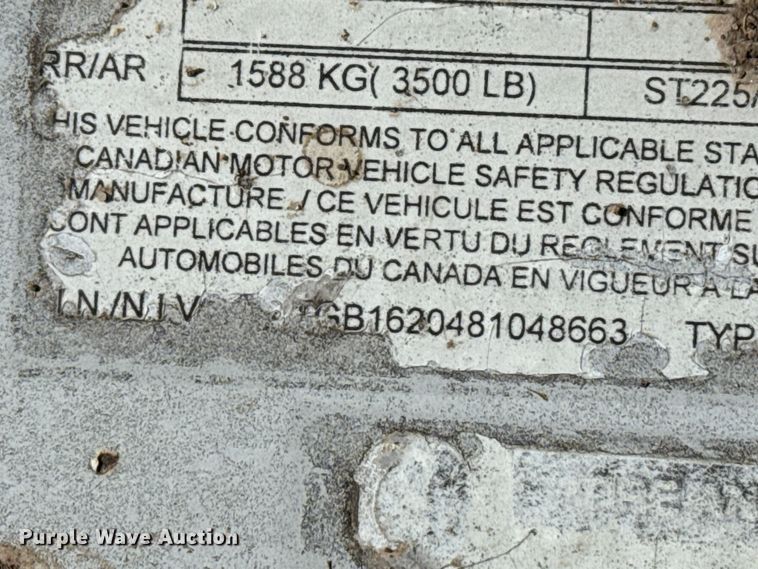 RR/AR 1588 KG( 3500 LB) ST225/
HIS VEHICLE CONFORMS TO ALL APPLICABLE STA
CANADIAN MOTOR VEHICLE SAFETY REGULATIO
MANUFACTURE / CE VEHICULE EST CONFORME
CONT APPLICABLES EN VERTU DU REGLEMENT SU
AUTOMOBILES DU CANADA EN VIGUEUR A LA
I N /N I V GB1620481048663 TYP
Purple Wave Auction